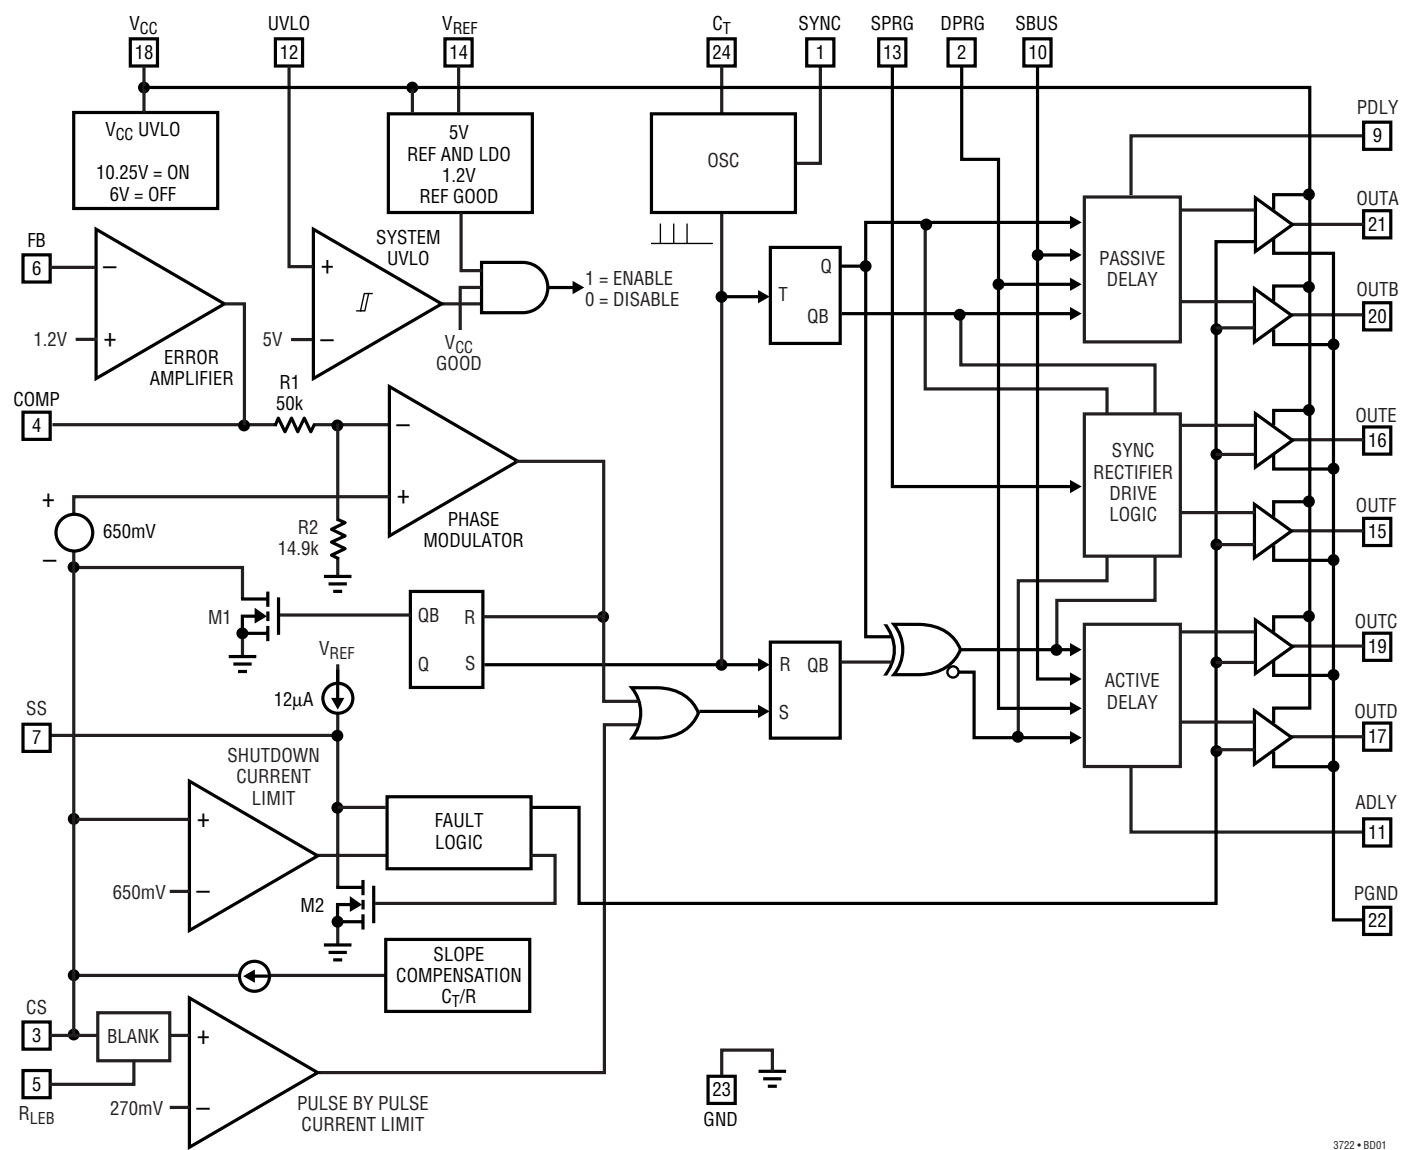 VCC
18
UVLO
12
VREF
14
CT
24
SYNC
1
SPRG
13
DPRG
2
SBUS
10
VCC UVLO
10.25V = ON
6V = OFF
5V
REF AND LDO
1.2V
REF GOOD
OSC
PDLY
9
FB
6
–
1.2V
+
ERROR
AMPLIFIER
SYSTEM
UVLO
+
5V
–
VCC
GOOD
1 = ENABLE
0 = DISABLE
T
Q
QB
PASSIVE
DELAY
OUTA
21
OUTB
20
COMP
4
R1
50k
–
+
PHASE
MODULATOR
R2
14.9k
+
650mV
–
SYNC
RECTIFIER
DRIVE
LOGIC
OUTE
16
OUTF
15
M1
QB
R
Q
S
VREF
12µA
SS
7
R
QB
S
ACTIVE
DELAY
OUTC
19
OUTD
17
SHUTDOWN
CURRENT
LIMIT
+
650mV
–
FAULT
LOGIC
M2
ADLY
11
PGND
22
SLOPE
COMPENSATION
CT/R
CS
3
BLANK
+
5
RLEB
270mV
–
PULSE BY PULSE
CURRENT LIMIT
23
GND
3722 • BD01